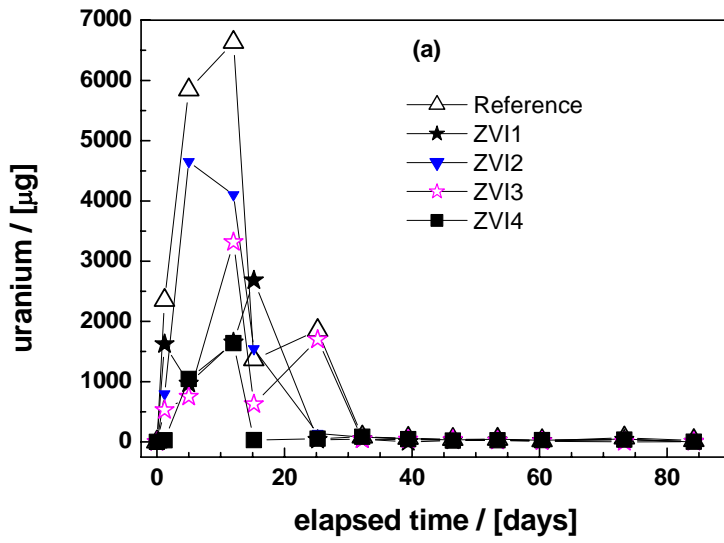 (a)
7000
6000
5000
4000
3000
2000
1000
0
uranium / [µg]
Reference
ZVI1
ZVI2
ZVI3
ZVI4
0 20 40 60 80
elapsed time / [days]